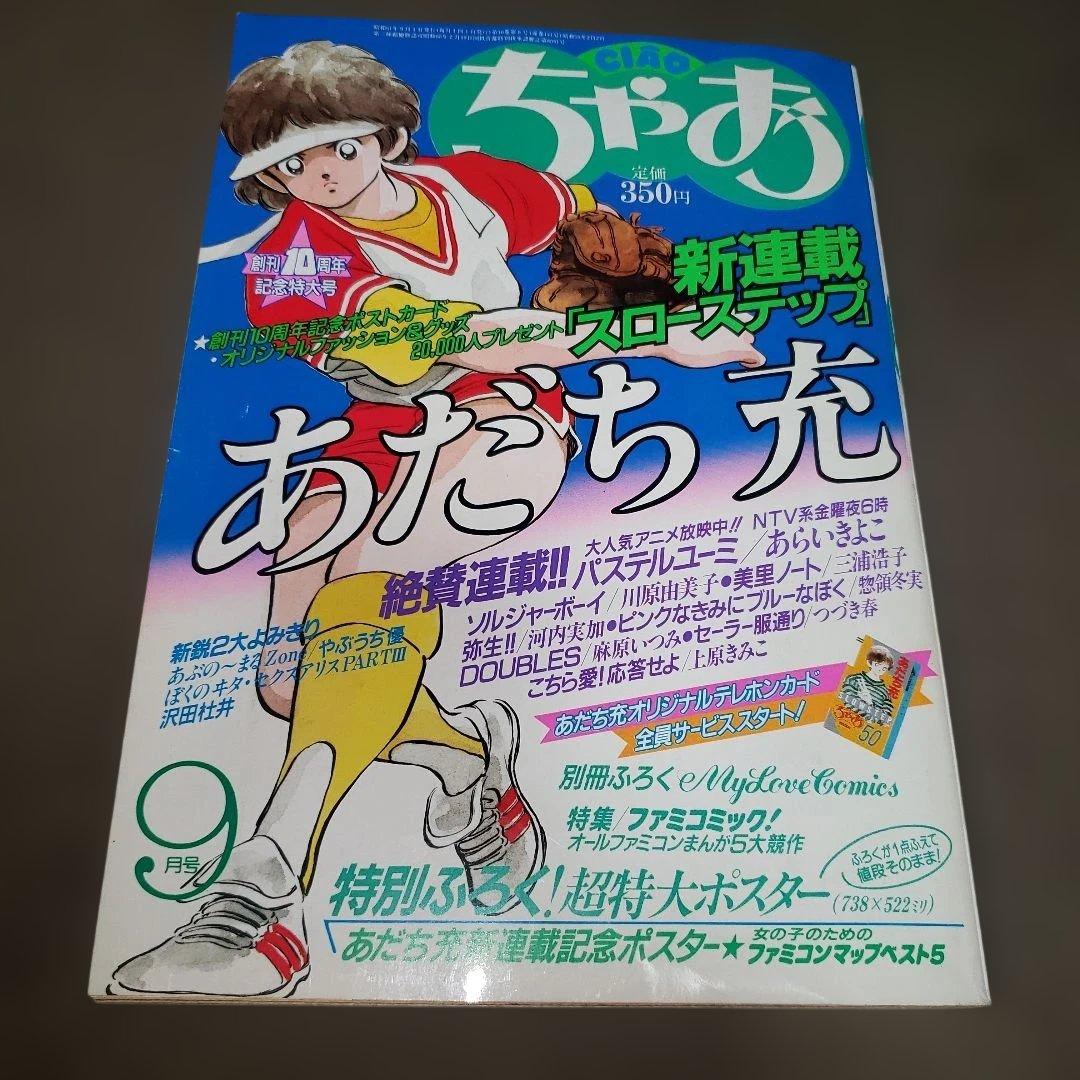 CIAO
ちゃお
定価
350円
創刊10周年
記念特大号
新連載
「スローステップ」
★創刊10周年記念ポストカード
・オリジナルファッション&グッズ
20,000人プレゼント
あだち充
大人気アニメ放映中!! NTV系金曜夜6時
絶賛連載!! パステルユーミ/あらいきよこ
ソルジャーボーイ/川原由美子●美里ノート/三浦浩子
弥生!!/河内実加●ピンクなきみにブルーなぼく/惣領冬実
DOUBLES/麻原いつみ●セーラー服通り/つづき春
こちら愛!応答せよ/上原きみこ
新鋭2大よみきり
あぶの〜まるZone/やぶうち優
ぼくのヰタ・セクスアリスPARTIII
沢田杜井
あだち充オリジナルテレホンカード
全員サービススタート!
あだち充
ちゃお
50
別冊ふろく MyLoveComics
特集/ファミコミック!
オールファミコンまんが5大競作
9
月号
ふろくが1点ふえて
値段そのまま!
特別ふろく!超特大ポスター(738×522ミリ)
あだち充新連載記念ポスター★女の子のための
ファミコンマップベスト5